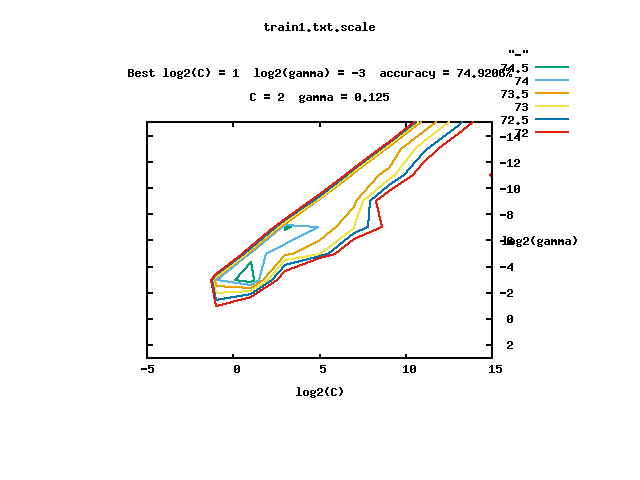 train1.txt.scale
"-"
Best log2(C) = 1  log2(gamma) = -3  accuracy = 74.9206%
74.5
74
C = 2  gamma = 0.125
73.5
73
72.5
72
-14
-12
-10
-8
-6
log2(gamma)
-4
-2
0
2
-5 0 5 10 15
log2(C)